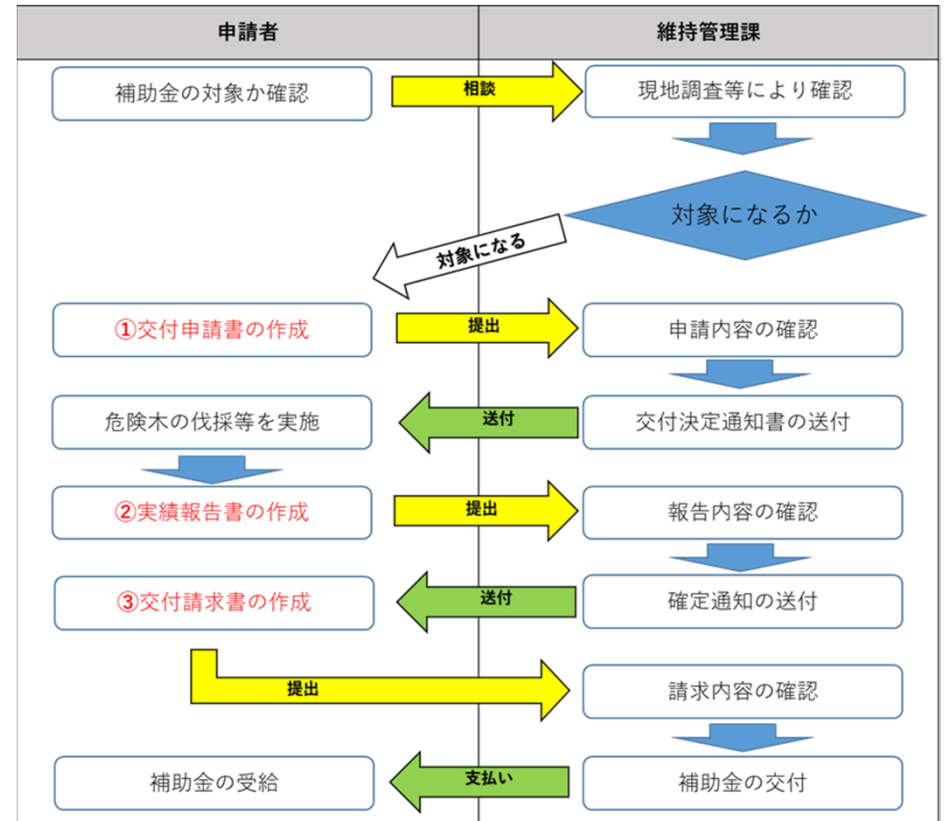 申請者
維持管理課
補助金の対象か確認
相談
現地調査等により確認
対象になるか
対象になる
①交付申請書の作成
提出
申請内容の確認
危険木の伐採等を実施
送付
交付決定通知書の送付
②実績報告書の作成
提出
報告内容の確認
③交付請求書の作成
送付
確定通知の送付
提出
請求内容の確認
補助金の受給
支払い
補助金の交付